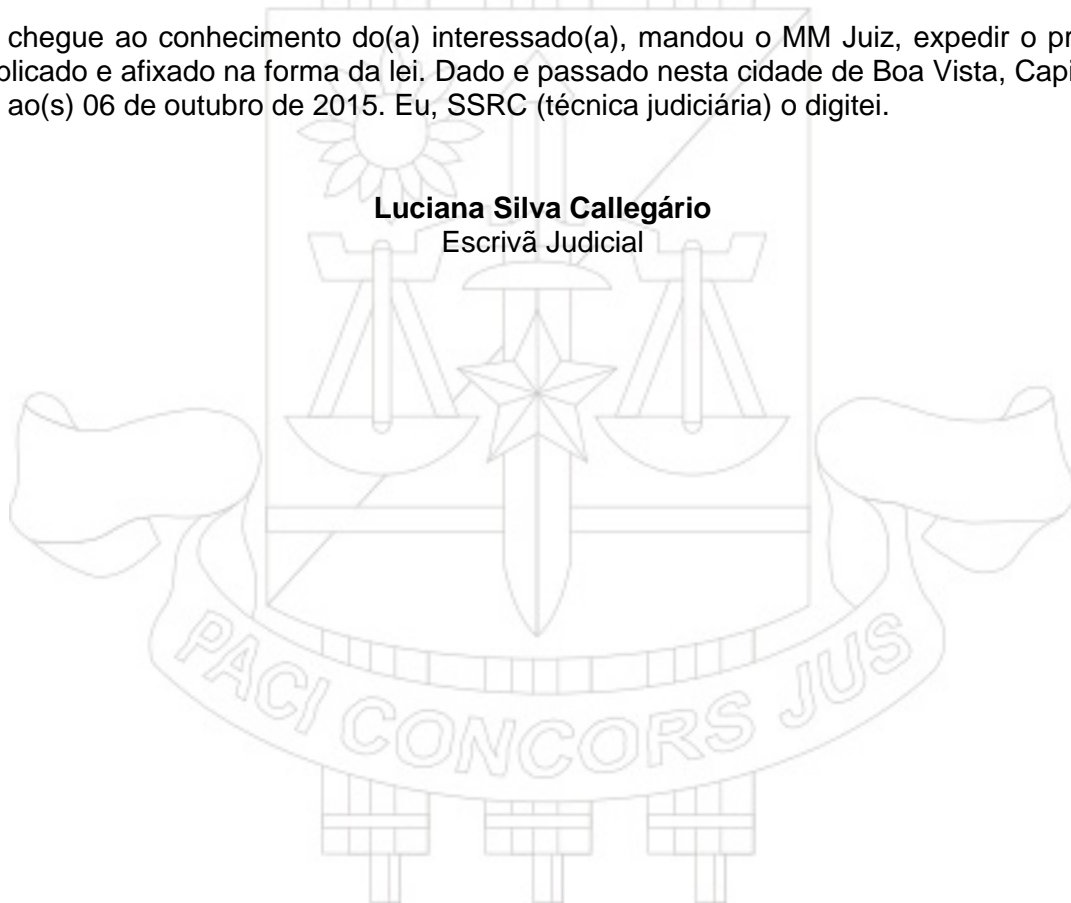 chegue ao conhecimento do(a) interessado(a), mandou o MM Juiz, expedir o pr
blicado e afixado na forma da lei. Dado e passado nesta cidade de Boa Vista, Capi
ao(s) 06 de outubro de 2015. Eu, SSRC (técnica judiciária) o digitei.
Luciana Silva Callegário
Escrivã Judicial
PACI CONCORS JUS